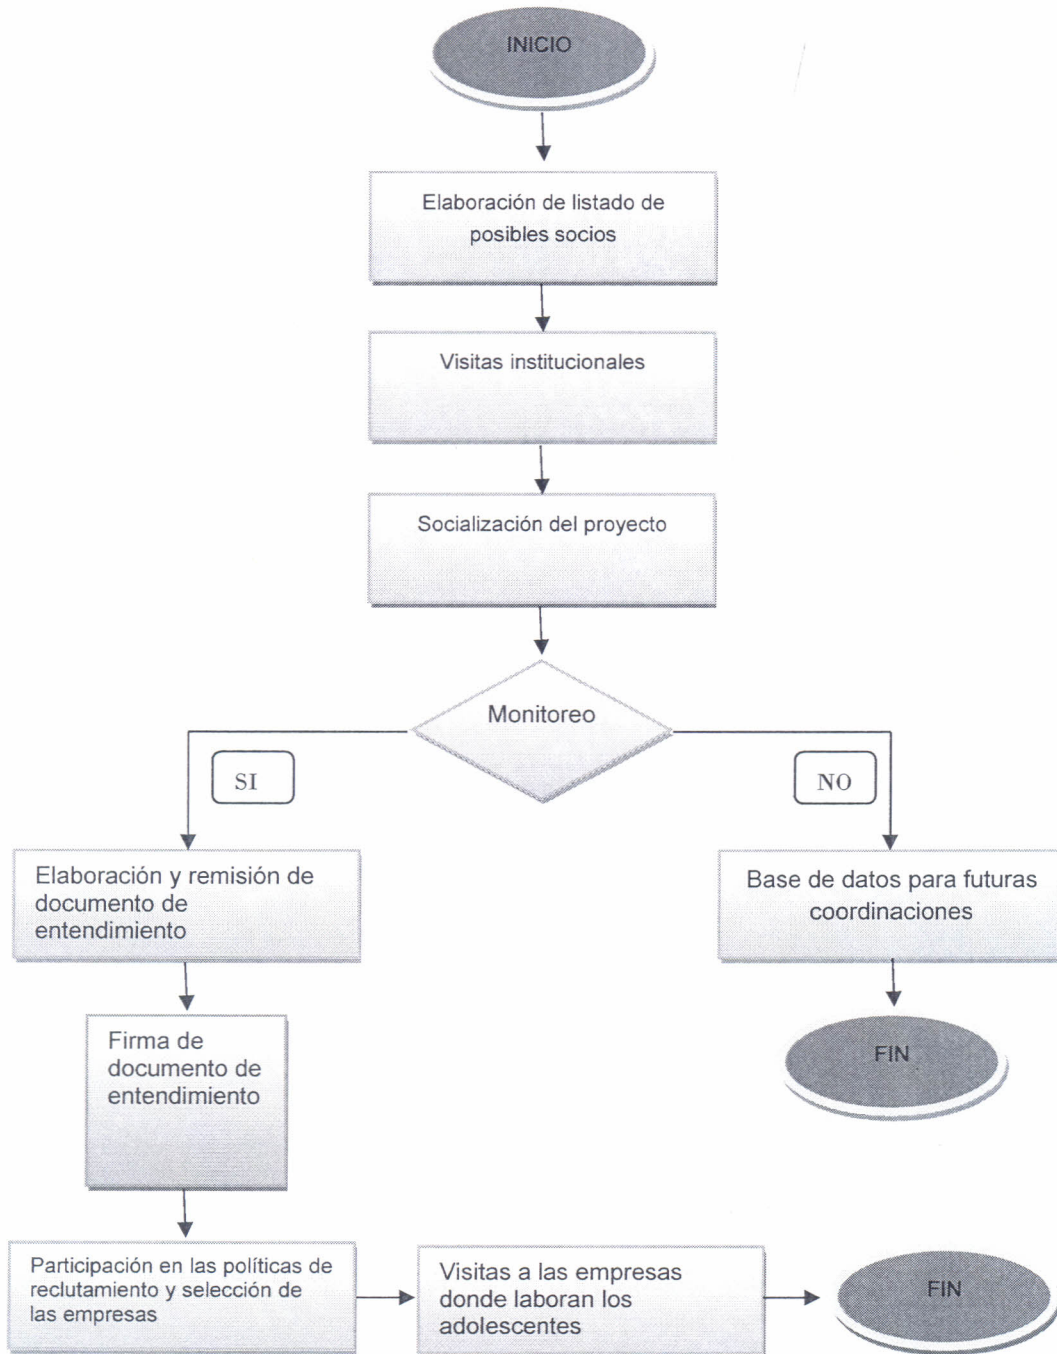 INICIO
Elaboración de listado de
posibles socios
Visitas institucionales
Socialización del proyecto
Monitoreo
SI
NO
Elaboración y remisión de
documento de
entendimiento
Base de datos para futuras
coordinaciones
Firma de
documento de
entendimiento
FIN
Participación en las políticas de
reclutamiento y selección de
las empresas
Visitas a las empresas
donde laboran los
adolescentes
FIN